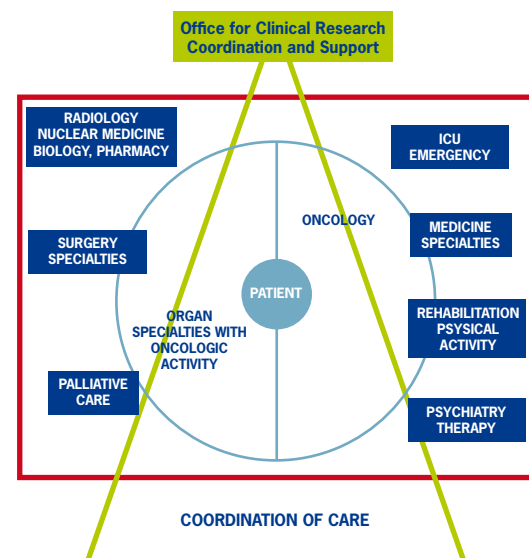 Office for Clinical Research
Coordination and Support
RADIOLOGY
NUCLEAR MEDICINE
BIOLOGY, PHARMACY
ICU
EMERGENCY
ONCOLOGY
MEDICINE
SPECIALTIES
SURGERY
SPECIALTIES
PATIENT
ORGAN
SPECIALTIES WITH
ONCOLOGIC
ACTIVITY
REHABILITATION
PSYSICAL
ACTIVITY
PALLIATIVE
CARE
PSYCHIATRY
THERAPY
COORDINATION OF CARE